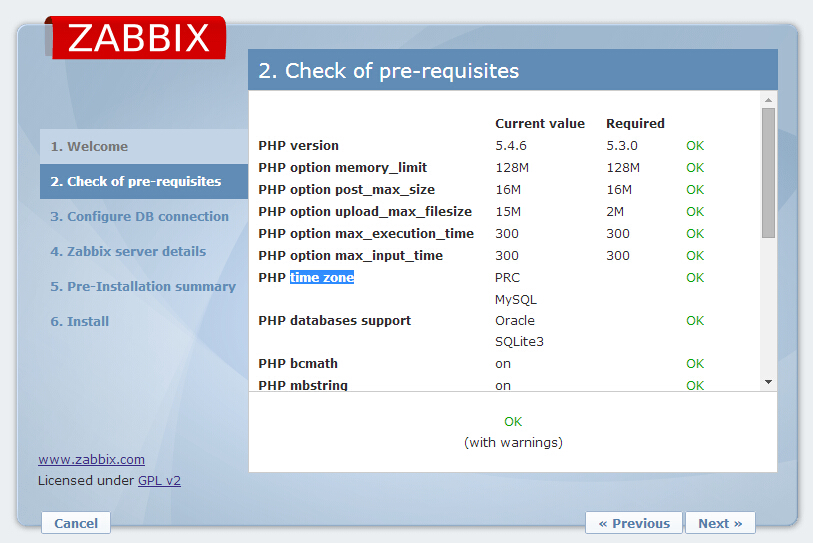 ZABBIX
2. Check of pre-requisites
1. Welcome
2. Check of pre-requisites
3. Configure DB connection
4. Zabbix server details
5. Pre-Installation summary
6. Install
Current value Required
PHP version 5.4.6 5.3.0 OK
PHP option memory_limit 128M 128M OK
PHP option post_max_size 16M 16M OK
PHP option upload_max_filesize 15M 2M OK
PHP option max_execution_time 300 300 OK
PHP option max_input_time 300 300 OK
PHP time zone PRC OK
MySQL
PHP databases support Oracle OK
SQLite3
PHP bcmath on OK
PHP mbstring on OK
OK
(with warnings)
www.zabbix.com
Licensed under GPL v2
Cancel
« Previous
Next »